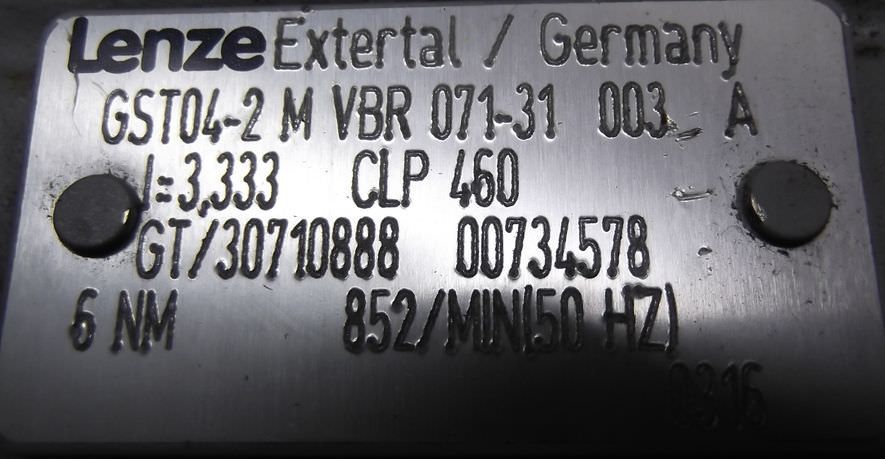 Lenze Extertal / Germany
GST04-2 M VBR 071-31 003 A
I=3,333 CLP 460
GT/30710888 00734578
6 NM 852/MIN(50 HZ)
0316